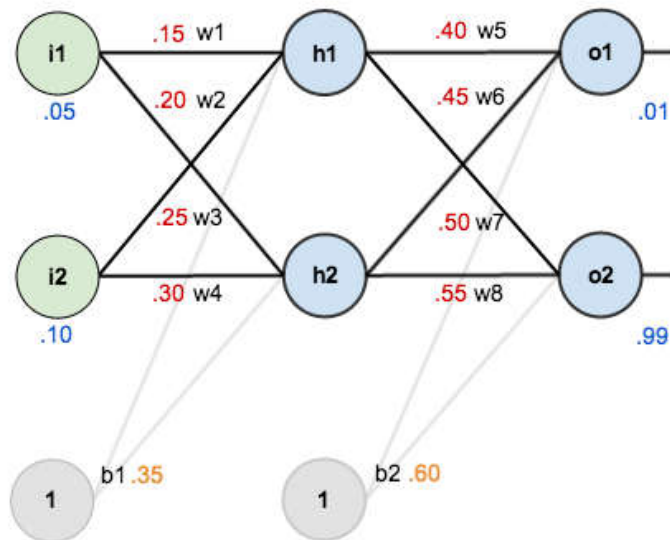 i1 .15 w1 h1 .40 w5 o1
.05 .20 w2 .45 w6 .01
.25 w3 .50 w7
i2 .30 w4 h2 .55 w8 o2
.10 .99
1 b1 .35 1 b2 .60